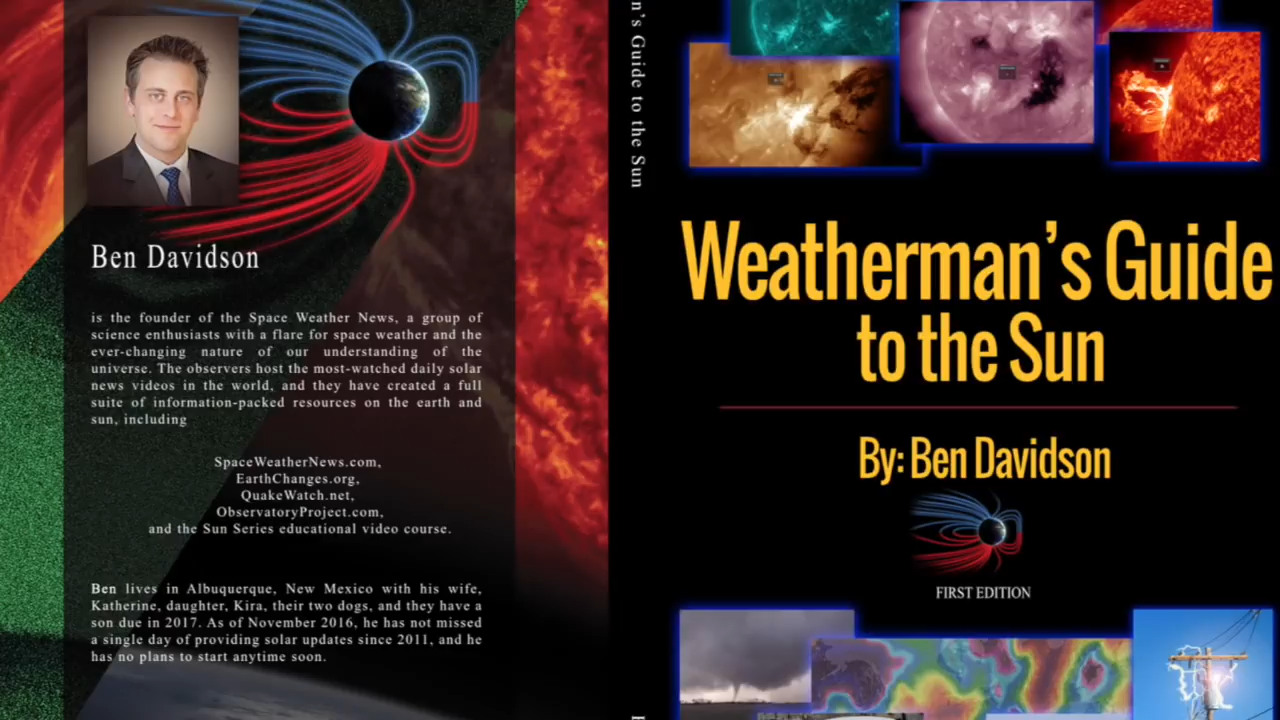 Ben Davidson
is the founder of the Space Weather News, a group of
science enthusiasts with a flare for space weather and the
ever-changing nature of our understanding of the
universe. The observers host the most-watched daily solar
news videos in the world, and they have created a full
suite of information-packed resources on the earth and
sun, including
SpaceWeatherNews.com,
EarthChanges.org,
QuakeWatch.net,
ObservatoryProject.com,
and the Sun Series educational video course.
Ben lives in Albuquerque, New Mexico with his wife,
Katherine, daughter, Kira, their two dogs, and they have a
son due in 2017. As of November 2016, he has not missed
a single day of providing solar updates since 2011, and he
has no plans to start anytime soon.
n's Guide to the Sun
Weatherman's Guide
to the Sun
By: Ben Davidson
FIRST EDITION